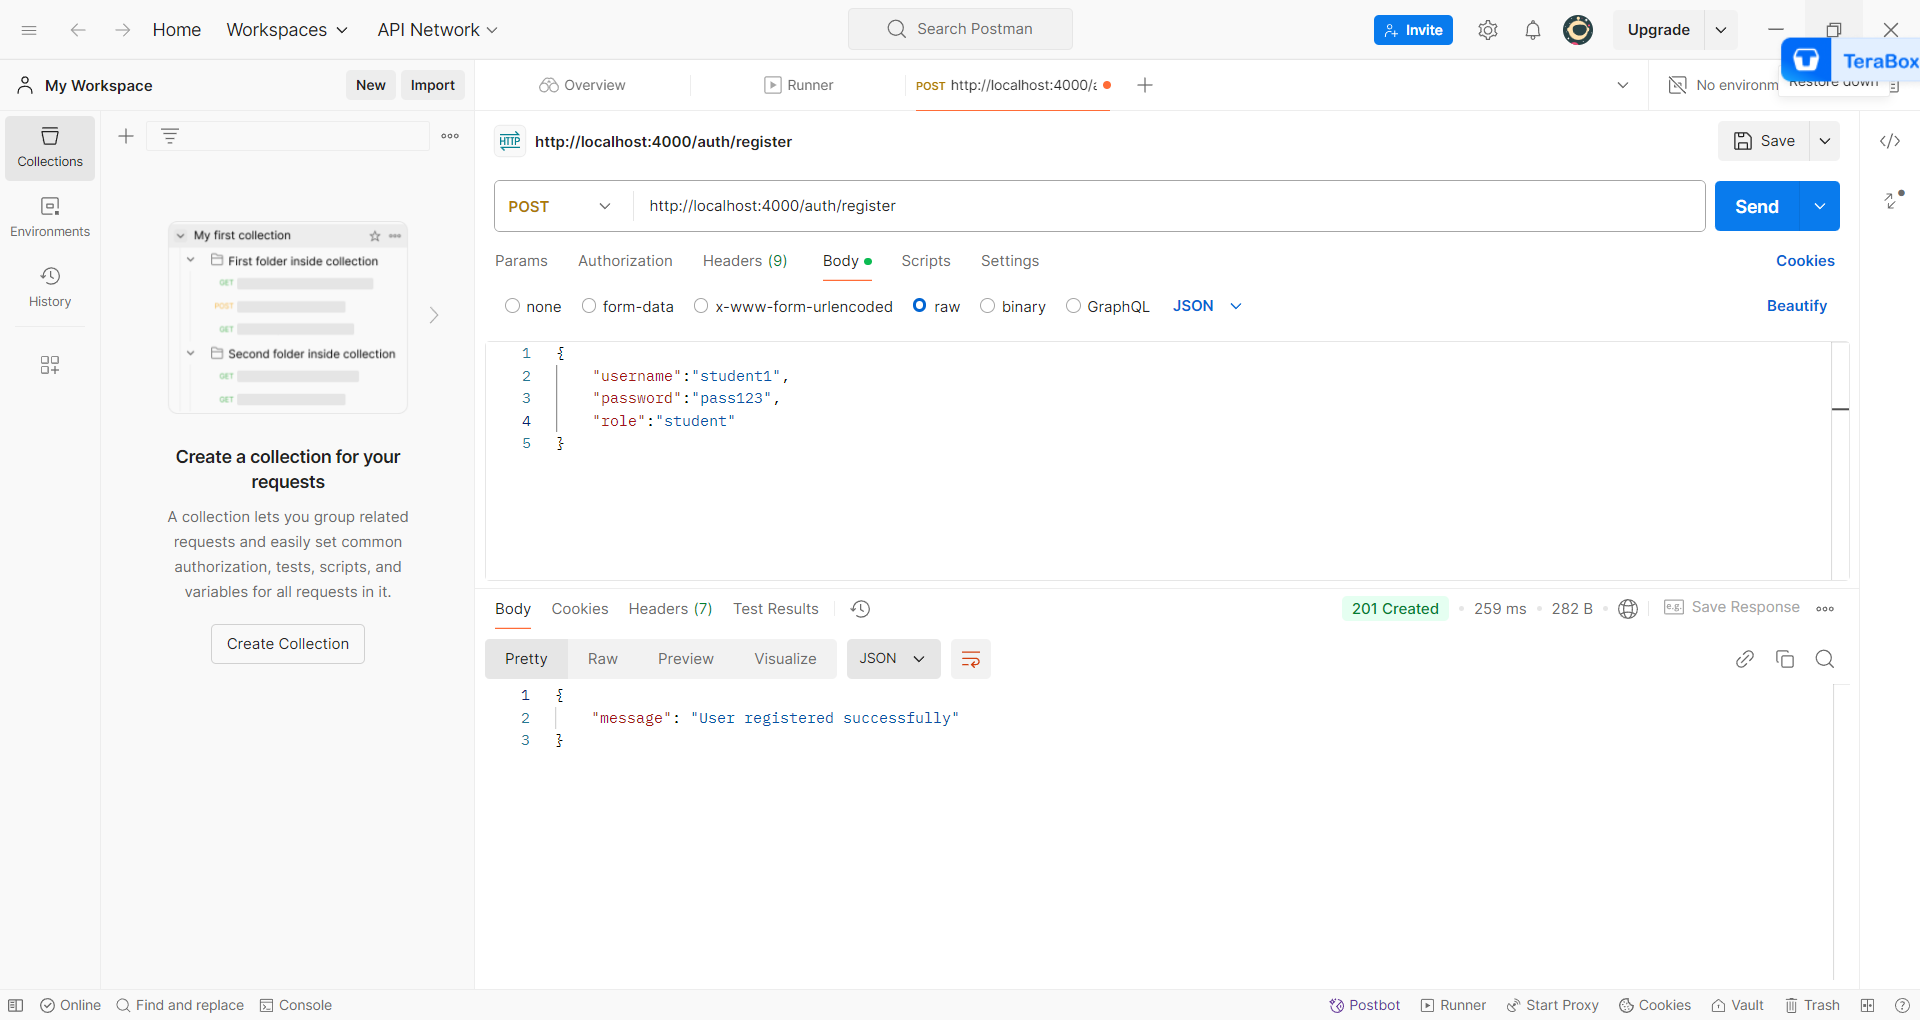 Home
Workspaces
API Network
Search Postman
Invite
Upgrade
TeraBox
My Workspace
New
Import
Overview
Runner
POST http://localhost:4000/
No environm
Restore down
Collections
Environments
History
My first collection
First folder inside collection
GET
POST
GET
Second folder inside collection
GET
GET
Create a collection for your
requests
A collection lets you group related
requests and easily set common
authorization, tests, scripts, and
variables for all requests in it.
Create Collection
HTTP http://localhost:4000/auth/register
Save
POST http://localhost:4000/auth/register
Send
Params Authorization Headers (9) Body Scripts Settings
Cookies
none form-data x-www-form-urlencoded raw binary GraphQL JSON
Beautify
1 {
2 "username":"student1",
3 "password":"pass123",
4 "role":"student"
5 }
Body Cookies Headers (7) Test Results
201 Created 259 ms 282 B
e.g. Save Response
Pretty Raw Preview Visualize JSON
1 {
2 "message": "User registered successfully"
3 }
Online Find and replace Console
Postbot Runner Start Proxy Cookies Vault Trash